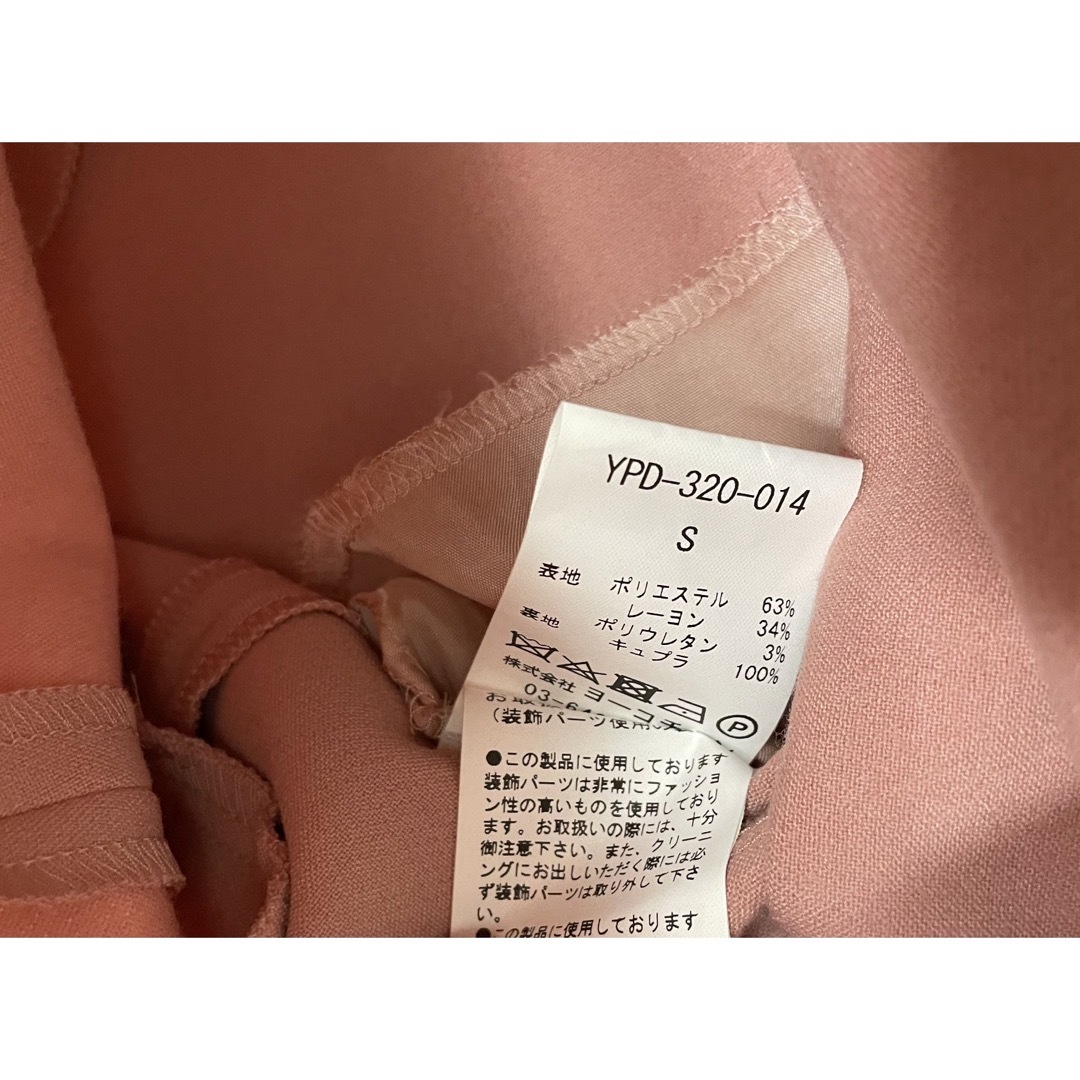 YPD-320-014
S
表地 ポリエステル 63%
レーヨン 34%
ポリウレタン 3%
裏地 キュプラ 100%
P
株式会社 ヨーコ
03-6
お取
(装飾パーツ使用
●この製品に使用しております
装飾パーツは非常にファッショ
ン性の高いものを使用しており
ます。お取扱いの際には、十分
御注意下さい。また、クリーニ
ングにお出しいただく際には必
ず装飾パーツは取り外して下さ
い。
●この製品に使用しております